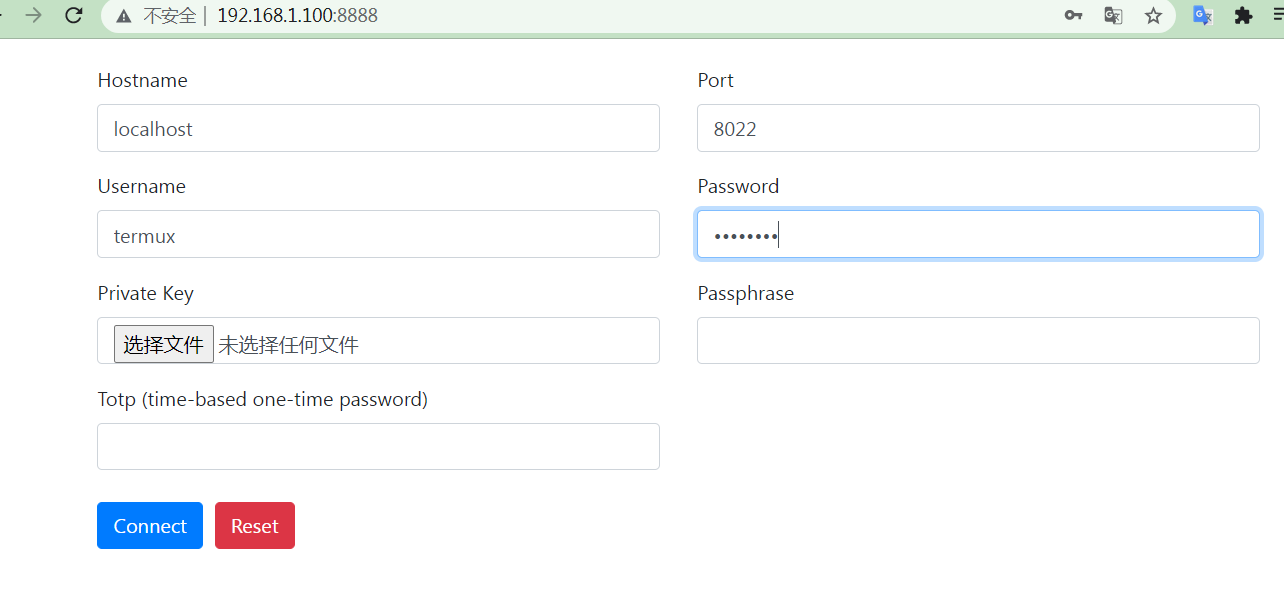 不安全 | 192.168.1.100:8888
Hostname
Port
localhost
8022
Username
Password
termux
••••••••
Private Key
Passphrase
选择文件 未选择任何文件
Totp (time-based one-time password)
Connect Reset